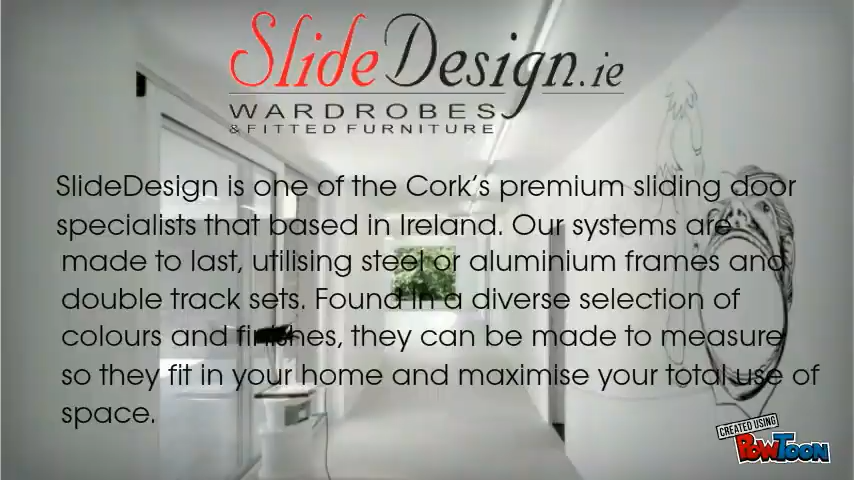 SlideDesign.ie
WARDROBES
& FITTED FURNITURE
SlideDesign is one of the Cork's premium sliding door
specialists that based in Ireland. Our systems are
made to last, utilising steel or aluminium frames and
double track sets. Found in a diverse selection of
colours and finishes, they can be made to measure
so they fit in your home and maximise your total use of
space.
CREATED USING
POWTOON